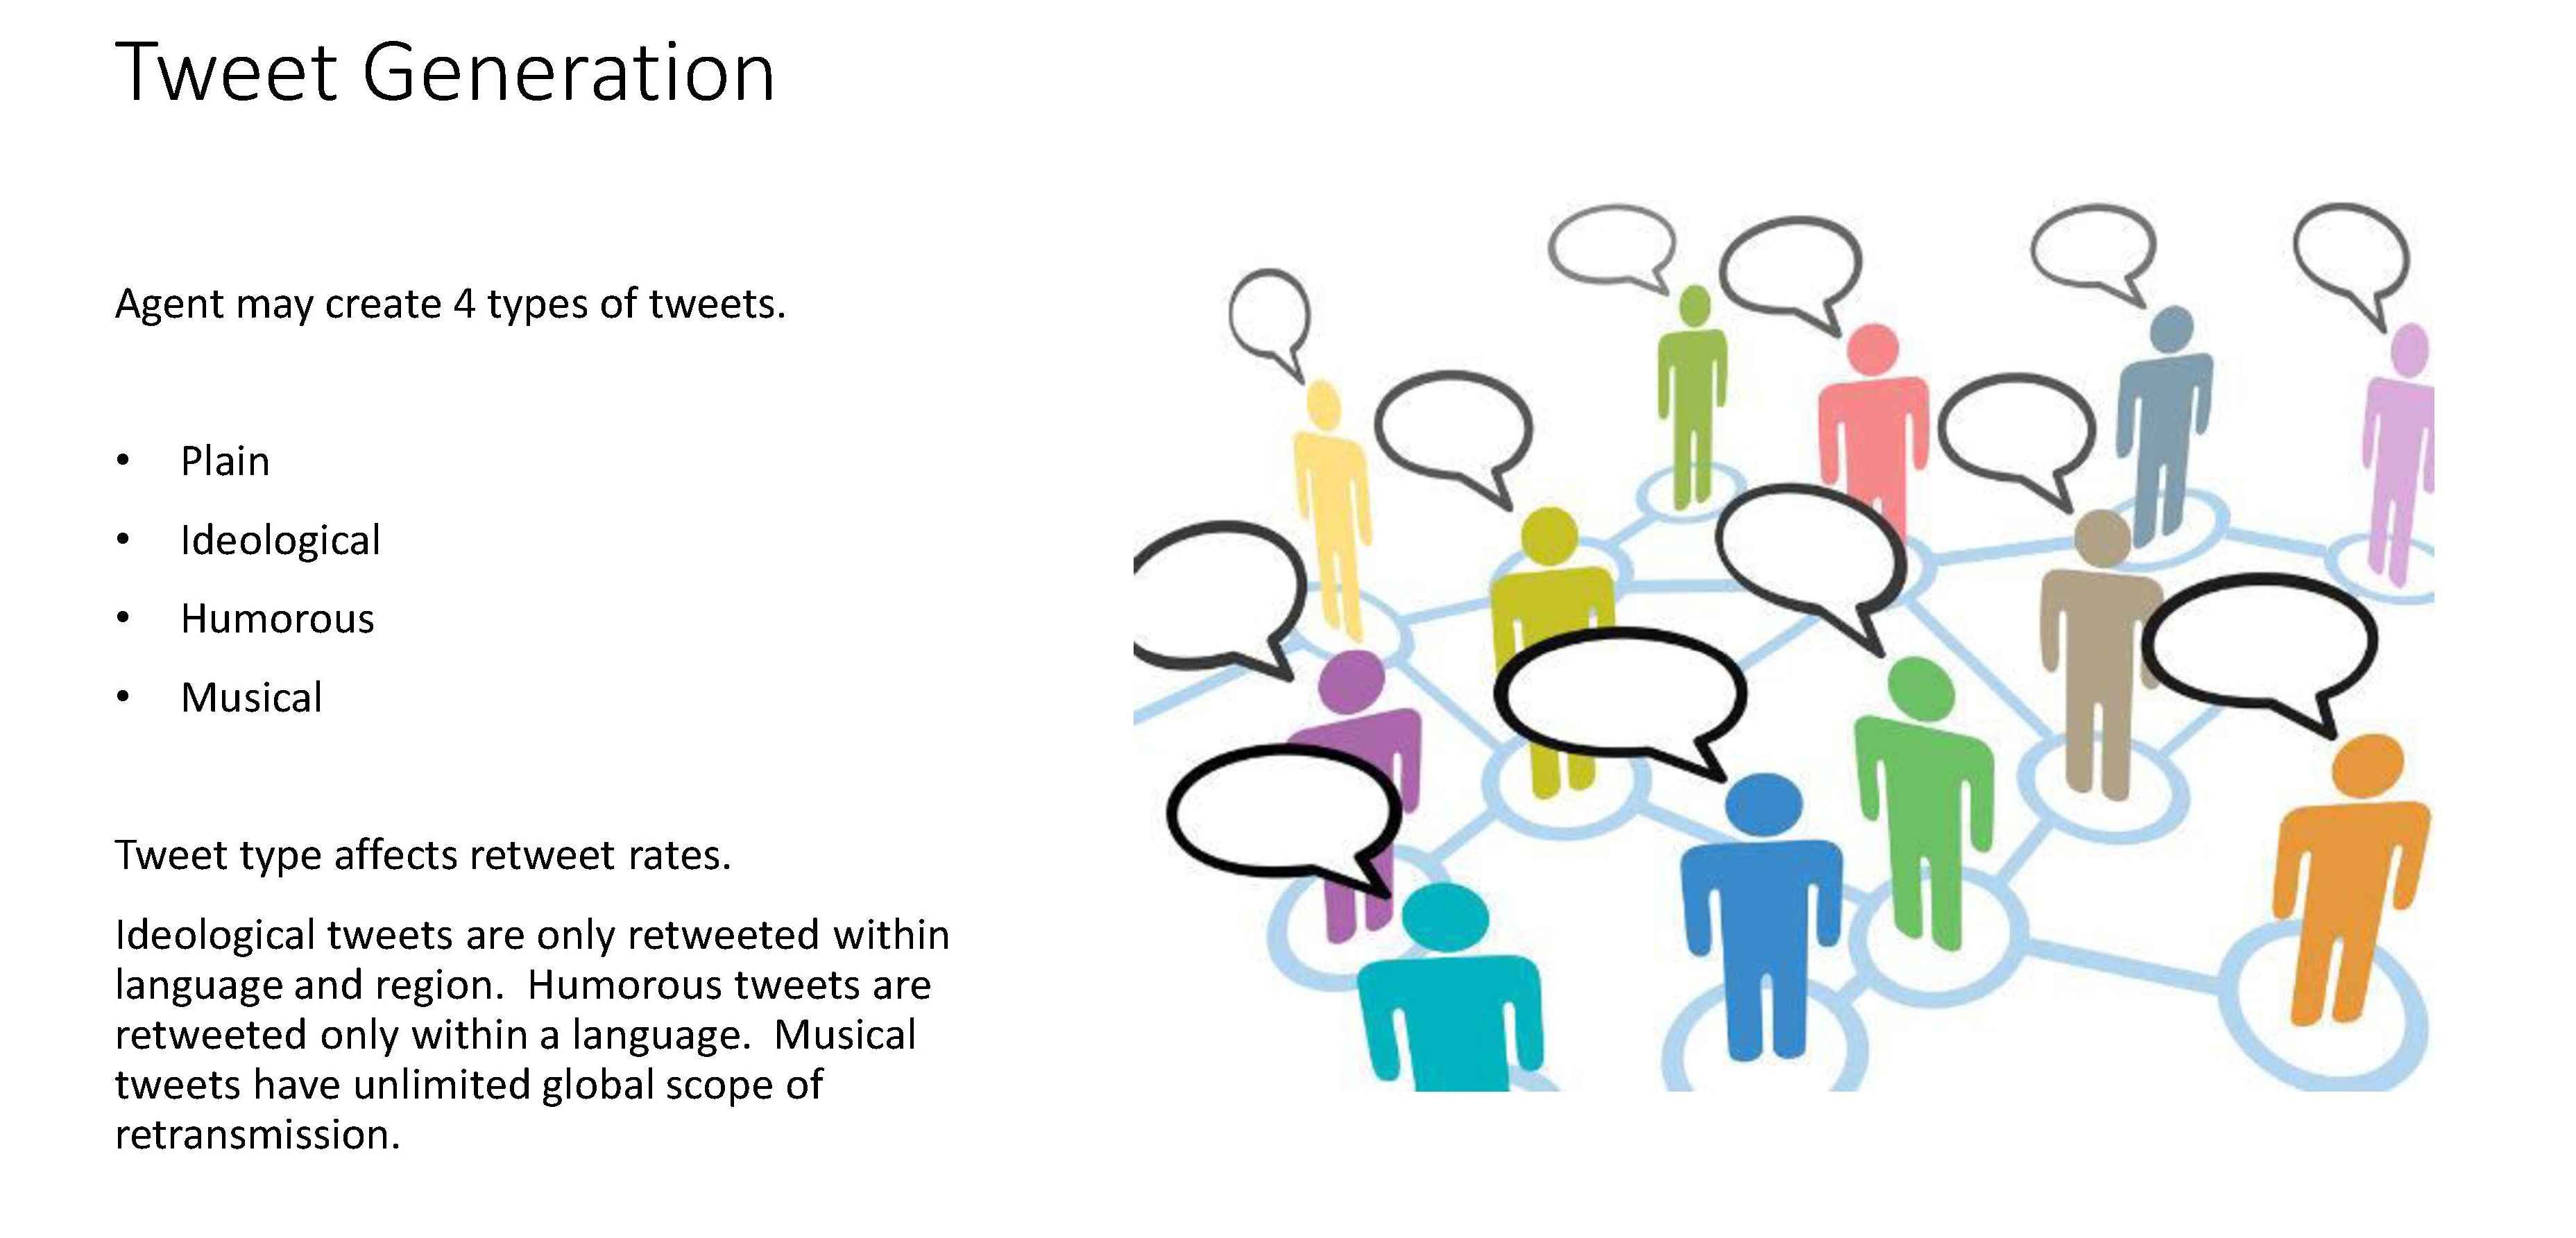 Tweet Generation
Agent may create 4 types of tweets.
• Plain
• Ideological
• Humorous
• Musical
Tweet type affects retweet rates.
Ideological tweets are only retweeted within
language and region.  Humorous tweets are
retweeted only within a language.  Musical
tweets have unlimited global scope of
retransmission.